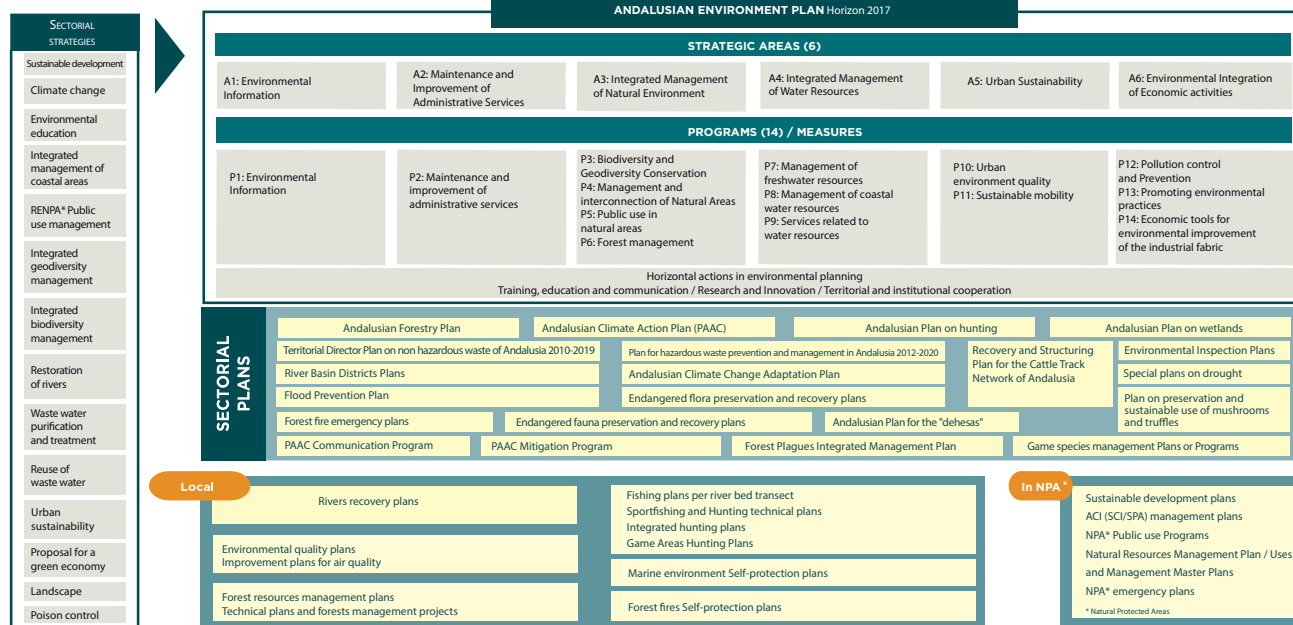 SECTORIAL
STRATEGIES
Sustainable development
Climate change
Environmental
education
Integrated
management of
coastal areas
RENPA* Public
use management
Integrated
geodiversity
management
Integrated
biodiversity
management
Restoration
of rivers
Waste water
purification
and treatment
Reuse of
waste water
Urban
sustainability
Proposal for a
green economy
Landscape
Poison control
ANDALUSIAN ENVIRONMENT PLAN Horizon 2017
STRATEGIC AREAS (6)
A1: Environmental
Information
A2: Maintenance and
Improvement of
Administrative Services
A3: Integrated Management
of Natural Environment
A4: Integrated Management
of Water Resources
A5: Urban Sustainability
A6: Environmental Integration
of Economic activities
PROGRAMS (14) / MEASURES
P1: Environmental
Information
P2: Maintenance and
improvement of
administrative services
P3: Biodiversity and
Geodiversity Conservation
P4: Management and
interconnection of Natural Areas
P5: Public use in
natural areas
P6: Forest management
P7: Management of
freshwater resources
P8: Management of coastal
water resources
P9: Services related to
water resources
P10: Urban
environment quality
P11: Sustainable mobility
P12: Pollution control
and Prevention
P13: Promoting environmental
practices
P14: Economic tools for
environmental improvement
of the industrial fabric
Horizontal actions in environmental planning
Training, education and communication / Research and Innovation / Territorial and institutional cooperation
SECTORIAL
PLANS
Andalusian Forestry Plan
Andalusian Climate Action Plan (PAAC)
Andalusian Plan on hunting
Andalusian Plan on wetlands
Territorial Director Plan on non hazardous waste of Andalusia 2010-2019
Plan for hazardous waste prevention and management in Andalusia 2012-2020
Recovery and Structuring
Plan for the Cattle Track
Network of Andalusia
Environmental Inspection Plans
River Basin Districts Plans
Andalusian Climate Change Adaptation Plan
Special plans on drought
Flood Prevention Plan
Endangered flora preservation and recovery plans
Plan on preservation and
sustainable use of mushrooms
and truffles
Forest fire emergency plans
Endangered fauna preservation and recovery plans
Andalusian Plan for the "dehesas"
PAAC Communication Program
PAAC Mitigation Program
Forest Plagues Integrated Management Plan
Game species management Plans or Programs
Local
Rivers recovery plans
Environmental quality plans
Improvement plans for air quality
Forest resources management plans
Technical plans and forests management projects
Fishing plans per river bed transect
Sportfishing and Hunting technical plans
Integrated hunting plans
Game Areas Hunting Plans
Marine environment Self-protection plans
Forest fires Self-protection plans
In NPA*
Sustainable development plans
ACI (SCI/SPA) management plans
NPA* Public use Programs
Natural Resources Management Plan / Uses
and Management Master Plans
NPA* emergency plans
* Natural Protected Areas